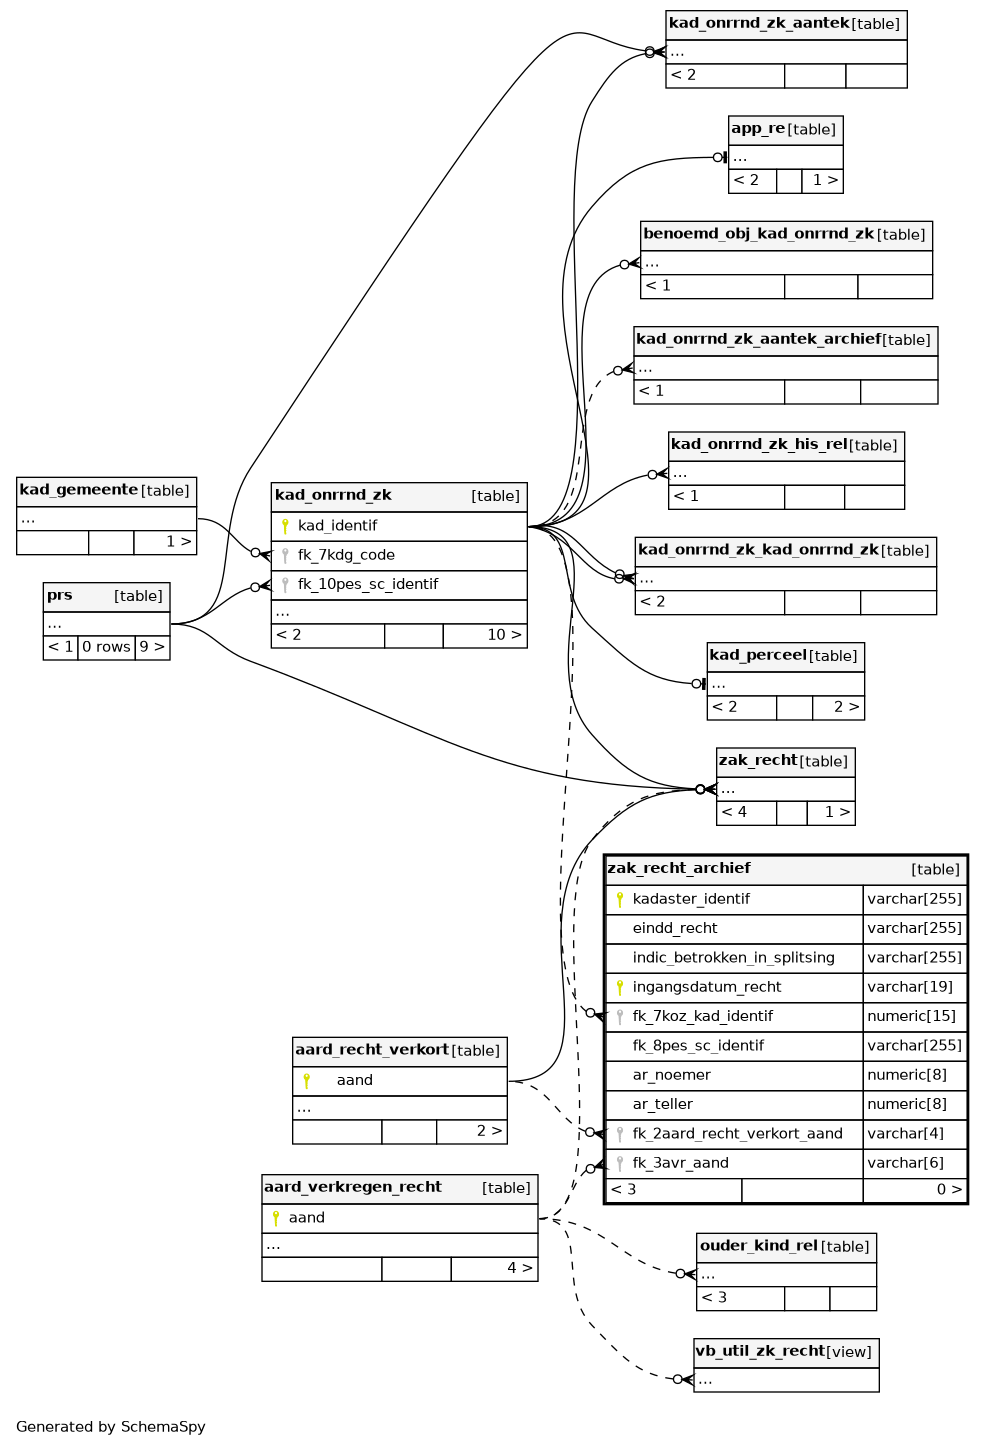 kad_onrrnd_zk_aantek [table]
...
< 2
app_re [table]
...
< 2 1 >
benoemd_obj_kad_onrrnd_zk [table]
...
< 1
kad_onrrnd_zk_aantek_archief [table]
...
< 1
kad_onrrnd_zk_his_rel [table]
...
< 1
kad_gemeente [table]
...
1 >
kad_onrrnd_zk [table]
kad_identif
fk_7kdg_code
fk_10pes_sc_identif
...
< 2 10 >
kad_onrrnd_zk_kad_onrrnd_zk [table]
...
< 2
prs [table]
...
< 1 0 rows 9 >
kad_perceel [table]
...
< 2 2 >
zak_recht [table]
...
< 4 1 >
zak_recht_archief [table]
kadaster_identif varchar[255]
eindd_recht varchar[255]
indic_betrokken_in_splitsing varchar[255]
ingangsdatum_recht varchar[19]
fk_7koz_kad_identif numeric[15]
fk_8pes_sc_identif varchar[255]
ar_noemer numeric[8]
ar_teller numeric[8]
fk_2aard_recht_verkort_aand varchar[4]
fk_3avr_aand varchar[6]
< 3 0 >
aard_recht_verkort [table]
aand
...
2 >
aard_verkregen_recht [table]
aand
...
4 >
ouder_kind_rel [table]
...
< 3
vb_util_zk_recht [view]
...
Generated by SchemaSpy